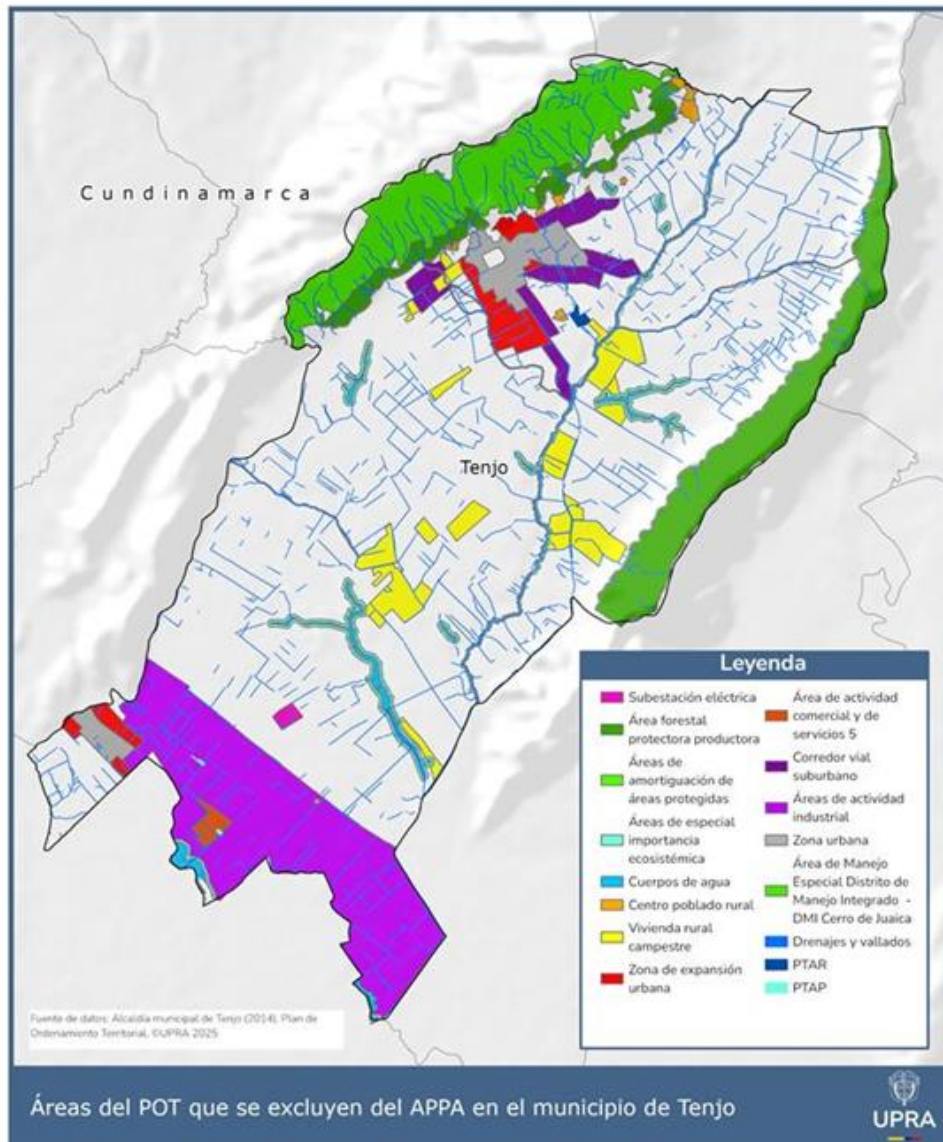 Cundinamarca
Tenjo
Leyenda
Subestación eléctrica
Área forestal
protectora productora
Áreas de
amortiguación de
áreas protegidas
Áreas de especial
importancia
ecosistémica
Cuerpos de agua
Centro poblado rural
Vivienda rural
campestre
Zona de expansión
urbana
Área de actividad
comercial y de
servicios 5
Corredor vial
suburbano
Áreas de actividad
industrial
Zona urbana
Área de Manejo
Especial Distrito de
Manejo Integrado -
DMI Cerro de Juaica
Drenajes y vallados
PTAR
PTAP
Fuente de datos: Alcaldía municipal de Tenjo (2014). Plan de
Ordenamiento Territorial. ©UPRA 2025
Áreas del POT que se excluyen del APPA en el municipio de Tenjo
UPRA